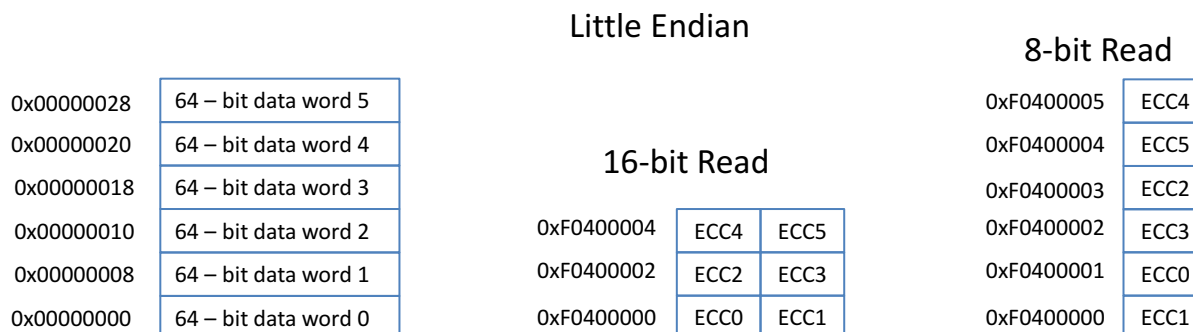 Little Endian
8-bit Read
0x00000028 64 – bit data word 5
0xF0400005 ECC4
0x00000020 64 – bit data word 4
0xF0400004 ECC5
16-bit Read
0x00000018 64 – bit data word 3
0xF0400003 ECC2
0x00000010 64 – bit data word 2
0xF0400004 ECC4 ECC5
0xF0400002 ECC3
0x00000008 64 – bit data word 1
0xF0400002 ECC2 ECC3
0xF0400001 ECC0
0x00000000 64 – bit data word 0
0xF0400000 ECC0 ECC1
0xF0400000 ECC1